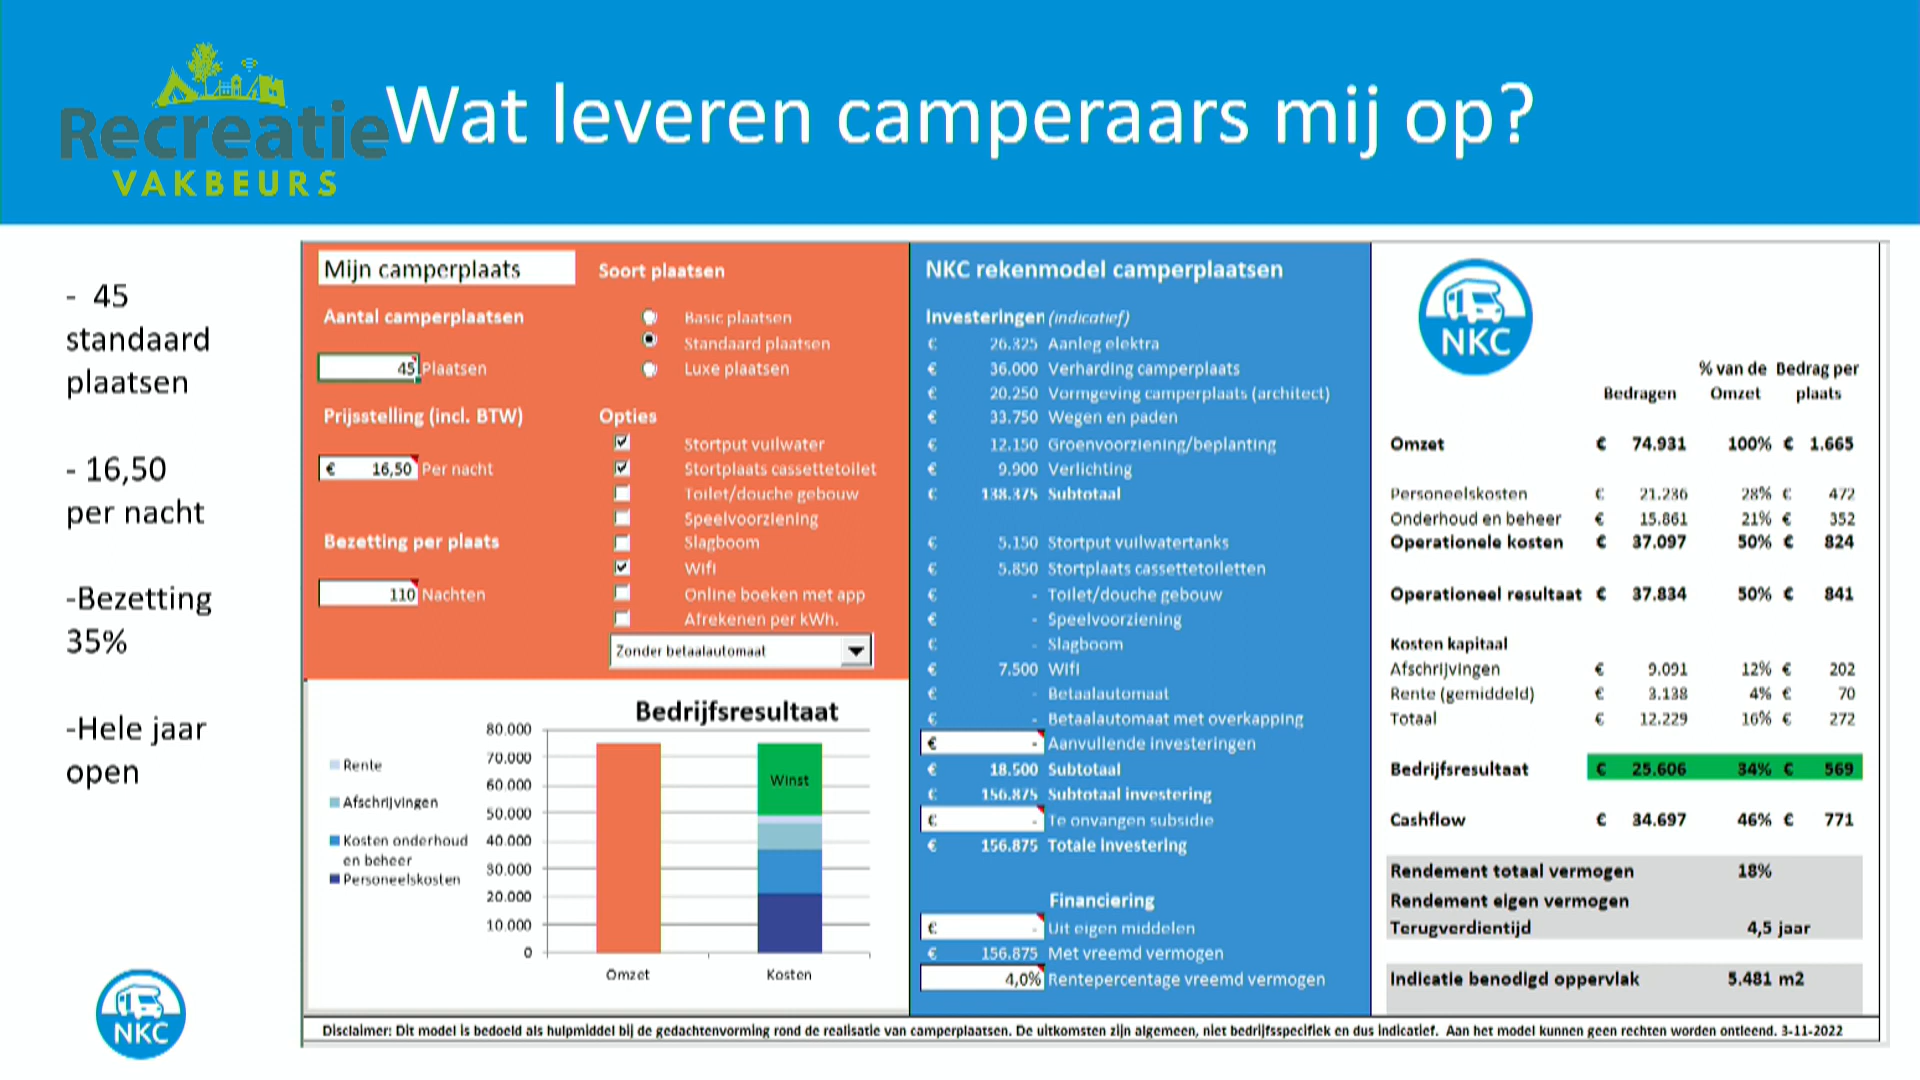 Recreatie
VAKBEURS
Wat leveren camperaars mij op?
- 45
standaard
plaatsen
- 16,50
per nacht
-Bezetting
35%
-Hele jaar
open
NKC
Mijn camperplaats
Aantal camperplaatsen
45 Plaatsen
Prijsstelling (incl. BTW)
€ 16,50 Per nacht
Bezetting per plaats
110 Nachten
Soort plaatsen
Basic plaatsen
Standaard plaatsen
Luxe plaatsen
Opties
Stortput vuilwater
Stortplaats cassettetoilet
Toilet/douche gebouw
Speelvoorziening
Slagboom
Wifi
Online boeken met app
Afrekenen per kWh.
Zonder betaalautomaat
Bedrijfsresultaat
80.000
70.000
60.000
50.000
40.000
30.000
20.000
10.000
0
Rente
Afschrijvingen
Kosten onderhoud
en beheer
Personeelskosten
Winst
Omzet
Kosten
NKC rekenmodel camperplaatsen
Investeringen (indicatief)
€ 26.325 Aanleg elektra
€ 36.000 Verharding camperplaats
€ 20.250 Vormgeving camperplaats (architect)
€ 33.750 Wegen en paden
€ 12.150 Groenvoorziening/beplanting
€ 9.900 Verlichting
€ 138.375 Subtotaal
€ 5.150 Stortput vuilwatertanks
€ 5.850 Stortplaats cassettetoiletten
€ - Toilet/douche gebouw
€ - Speelvoorziening
€ - Slagboom
€ 7.500 Wifi
€ - Betaalautomaat
€ - Betaalautomaat met overkapping
€ - Aanvullende investeringen
€ 18.500 Subtotaal
€ 156.875 Subtotaal investering
€ - Te onvangen subsidie
€ 156.875 Totale investering
Financiering
€ - Uit eigen middelen
€ 156.875 Met vreemd vermogen
4,0% Rentepercentage vreemd vermogen
NKC
% van de Bedrag per
Bedragen Omzet plaats
Omzet € 74.931 100% € 1.665
Personeelskosten € 21.236 28% € 472
Onderhoud en beheer € 15.861 21% € 352
Operationele kosten € 37.097 50% € 824
Operationeel resultaat € 37.834 50% € 841
Kosten kapitaal
Afschrijvingen € 9.091 12% € 202
Rente (gemiddeld) € 3.138 4% € 70
Totaal € 12.229 16% € 272
Bedrijfsresultaat € 25.606 34% € 569
Cashflow € 34.697 46% € 771
Rendement totaal vermogen 18%
Rendement eigen vermogen
Terugverdientijd 4,5 jaar
Indicatie benodigd oppervlak 5.481 m2
Disclaimer: Dit model is bedoeld als hulpmiddel bij de gedachtenvorming rond de realisatie van camperplaatsen. De uitkomsten zijn algemeen, niet bedrijfsspecifiek en dus indicatief. Aan het model kunnen geen rechten worden ontleend. 3-11-2022